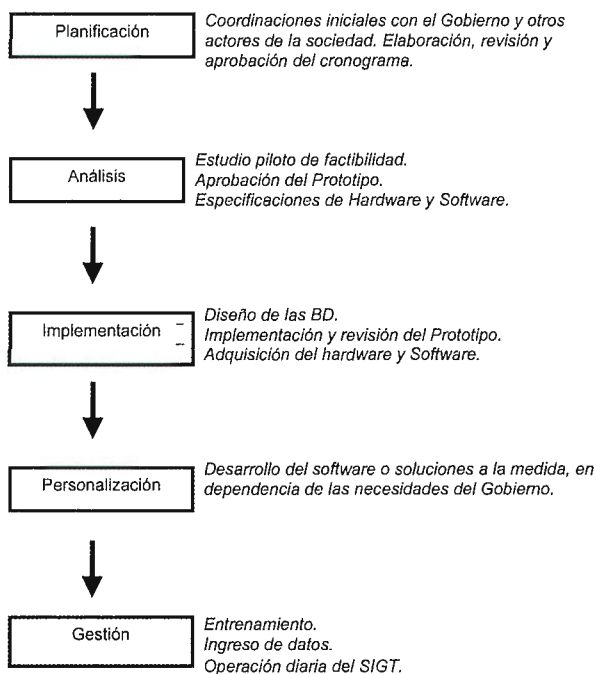 Planificación
Coordinaciones iniciales con el Gobierno y otros
actores de la sociedad. Elaboración, revisión y
aprobación del cronograma.
Análisis
Estudio piloto de factibilidad.
Aprobación del Prototipo.
Especificaciones de Hardware y Software.
Implementación
Diseño de las BD.
Implementación y revisión del Prototipo.
Adquisición del hardware y Software.
Personalización
Desarrollo del software o soluciones a la medida, en
dependencia de las necesidades del Gobierno.
Gestión
Entrenamiento.
Ingreso de datos.
Operación diaria del SIGT.